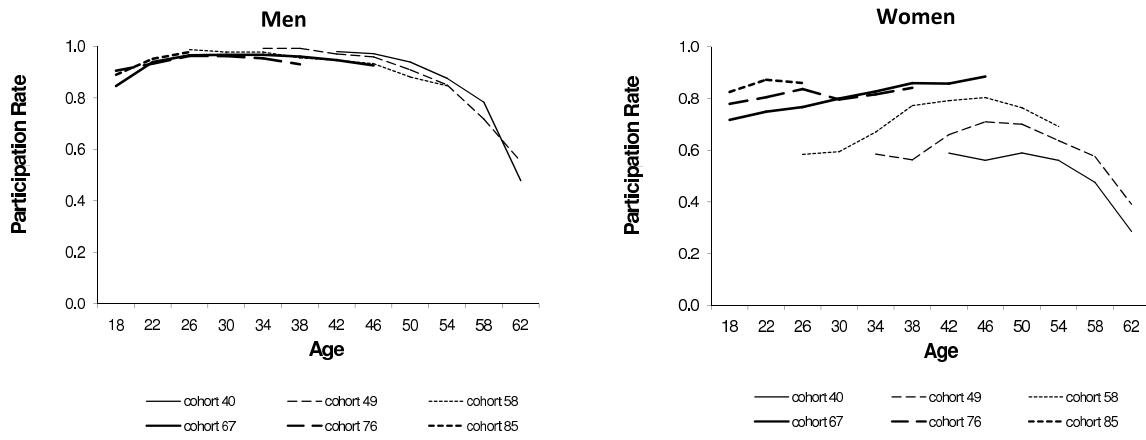 Men
Participation Rate
1.0
0.8
0.6
0.4
0.2
0.0
18 22 26 30 34 38 42 46 50 54 58 62
Age
cohort 40 cohort 49 cohort 58
cohort 67 cohort 76 cohort 85
Women
Participation Rate
1.0
0.8
0.6
0.4
0.2
0.0
18 22 26 30 34 38 42 46 50 54 58 62
Age
cohort 40 cohort 49 cohort 58
cohort 67 cohort 76 cohort 85